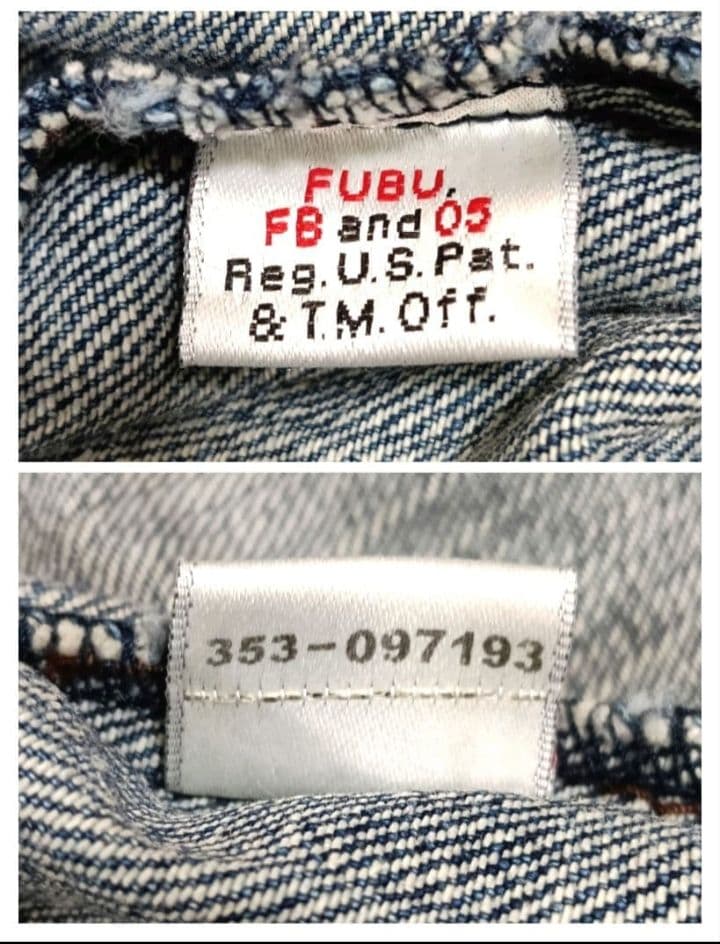 FUBU,
FB and 05
Reg. U.S. Pat.
& T.M. Off.
353-097193